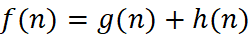 f(n) = g(n) + h(n)